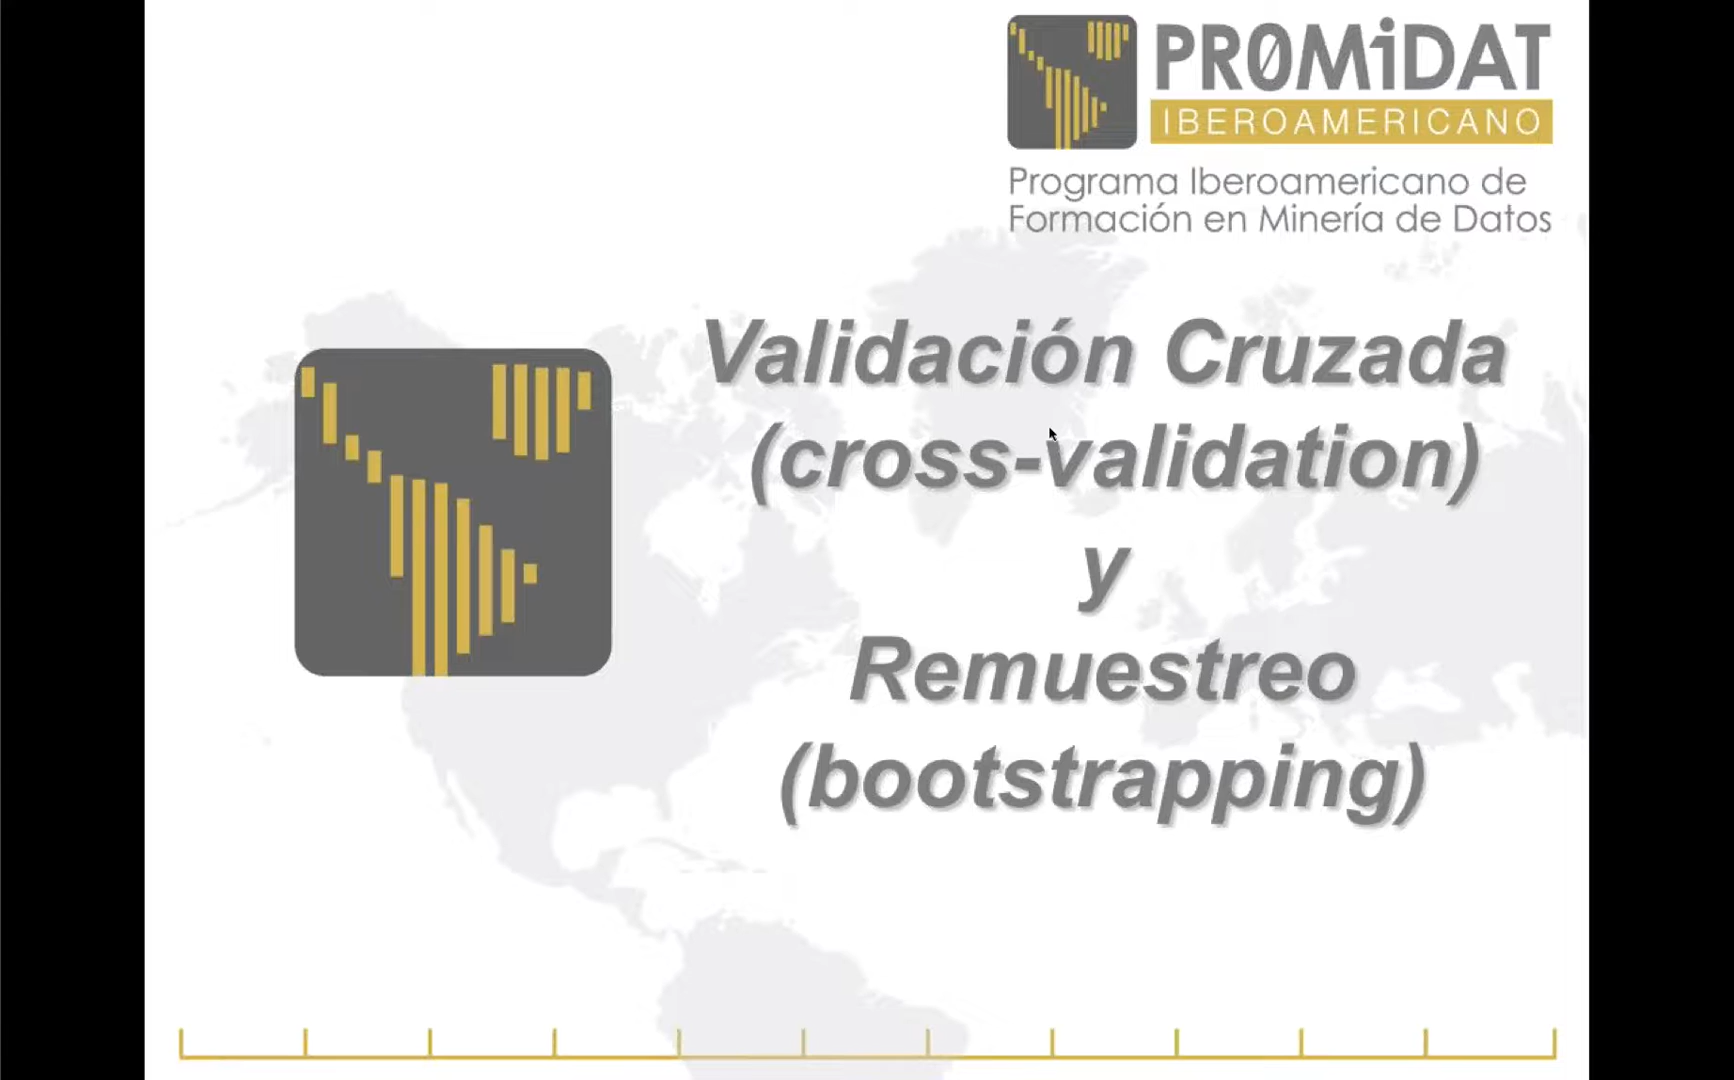 PR0MiDAT
IBEROAMERICANO
Programa Iberoamericano de
Formación en Minería de Datos
Validación Cruzada
(cross-validation)
y
Remuestreo
(bootstrapping)